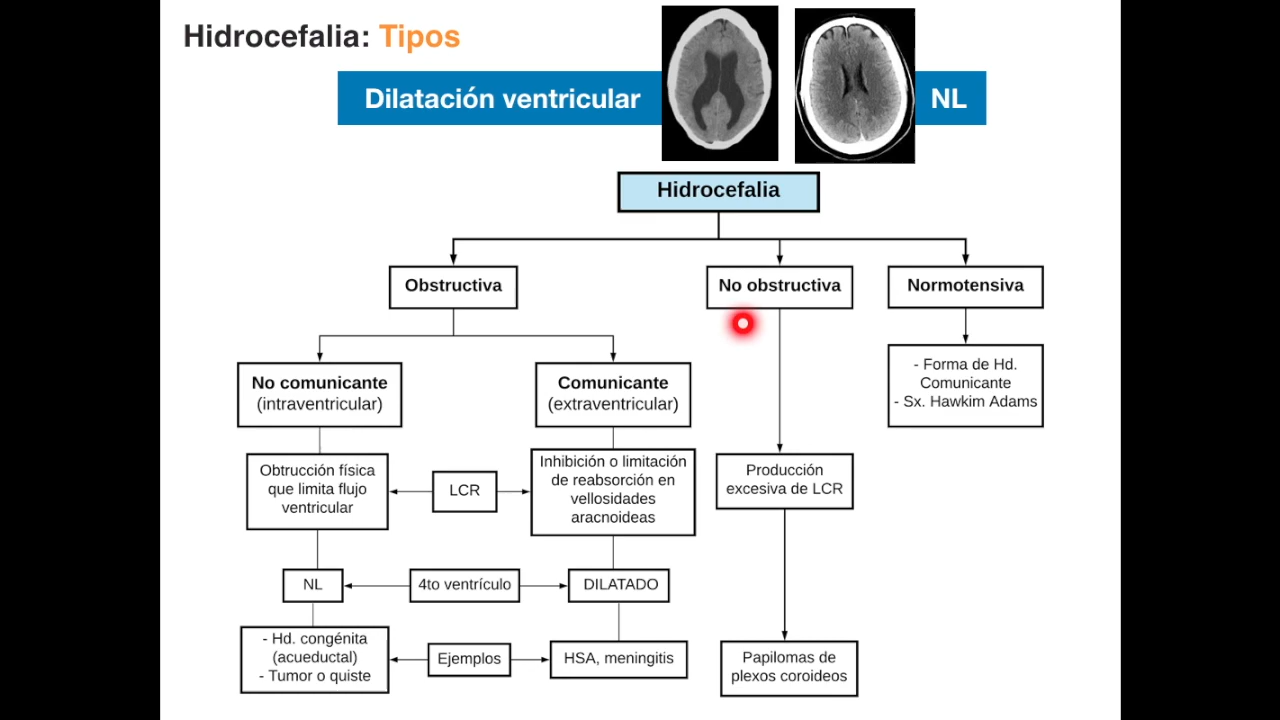 Hidrocefalia: Tipos
Dilatación ventricular
NL
Hidrocefalia
Obstructiva
No obstructiva
Normotensiva
- Forma de Hd.
Comunicante
- Sx. Hawkim Adams
No comunicante
(intraventricular)
Comunicante
(extraventricular)
Obtrucción física
que limita flujo
ventricular
LCR
Inhibición o limitación
de reabsorción en
vellosidades
aracnoideas
Producción
excesiva de LCR
NL
4to ventrículo
DILATADO
- Hd. congénita
(acueductal)
- Tumor o quiste
Ejemplos
HSA, meningitis
Papilomas de
plexos coroideos